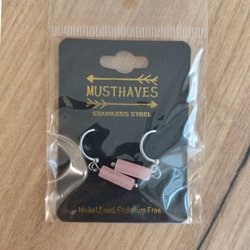 MUSTHAVES
STAINLESS STEEL
Nickel,Lead,Cadmium Free